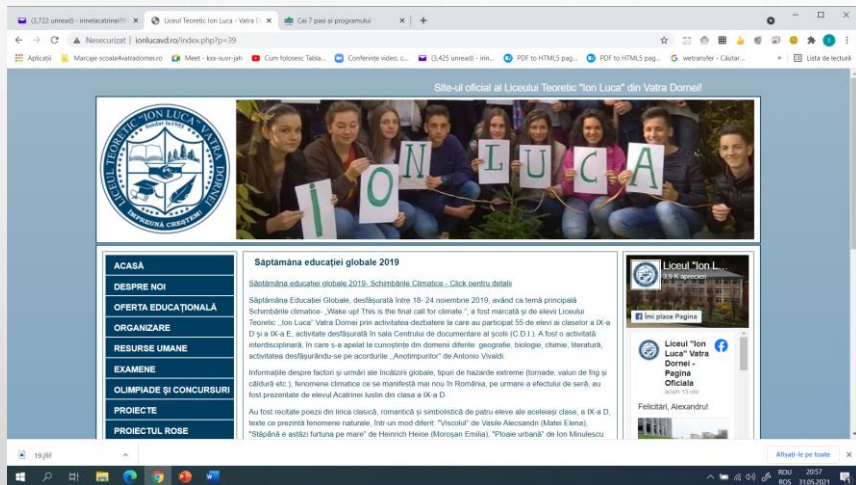 (3,722 unread) - irinelacatrinei
Liceul Teoretic Ion Luca - Vatra D
Cei 7 pasi ai programului
Nesecurizat | ionlucavd.ro/index.php?p=39
Aplicații
Marcaje scoala4vatradornei.ro
Meet - kxx-suvr-jah
Cum folosesc Tabla...
Conferințe video, c...
(3,425 unread) - irin...
PDF to HTML5 pag...
PDF to HTML5 pag...
wetransfer - Căutar...
Lista de lectură
Site-ul oficial al Liceului Teoretic "Ion Luca" din Vatra Dornei!
LICEUL TEORETIC "ION LUCA" VATRA DORNEI
fondat în 1953
ÎMPREUNĂ CREȘTEM!
ION LUCA
ACASĂ
DESPRE NOI
OFERTA EDUCAȚIONALĂ
ORGANIZARE
RESURSE UMANE
EXAMENE
OLIMPIADE ȘI CONCURSURI
PROIECTE
PROIECTUL ROSE
Săptămâna educației globale 2019
Săptămâna educatiei globale 2019- Schimbările Climatice - Click pentru detalii
Săptămâna Educației Globale, desfășurată între 18- 24 noiembrie 2019, având ca temă principală
Schimbările climatice- „Wake up! This is the final call for climate.", a fost marcată și de elevii Liceului
Teoretic „Ion Luca" Vatra Dornei prin activitatea-dezbatere la care au participat 55 de elevi ai claselor a IX-a
D și a IX-a E, activitate desfășurată în sala Centrului de documentare al școlii (C.D.I.). A fost o activitată
interdisciplinară, în care s-a apelat la cunoștințe din domenii diferite: geografie, biologie, chimie, literatură,
activitatea desfășurându-se pe acordurile „Anotimpurilor" de Antonio Vivaldi.
Informațiile despre factori și urmări ale încălzirii globale, tipuri de hazarde extreme (tornade, valuri de frig și
căldură etc.), fenomene climatice ce se manifestă mai nou în România, pe urmare a efectului de seră, au
fost prezentate de elevul Acatrinei Iustin din clasa a IX-a D.
Au fost recitate poezii din lirica clasică, romantică și simbolistică de patru eleve ale aceleiași clase, a IX-a D,
texte ce prezintă fenomene naturale, într-un mod diferit: "Viscolul" de Vasile Alecsandri (Matei Elena),
"Stăpână e astăzi furtuna pe mare" de Heinrich Heine (Moroșan Emilia), "Ploaie urbană" de Ion Minulescu
Liceul "Ion L...
3,9 K aprecieri
Îmi place Pagina
Liceul "Ion
Luca" Vatra
Dornei -
Pagina
Oficiala
acum 13 ore
Felicitări, Alexandru!
19.jfif
Afișați-le pe toate
ROU
ROS
20:57
31.05.2021